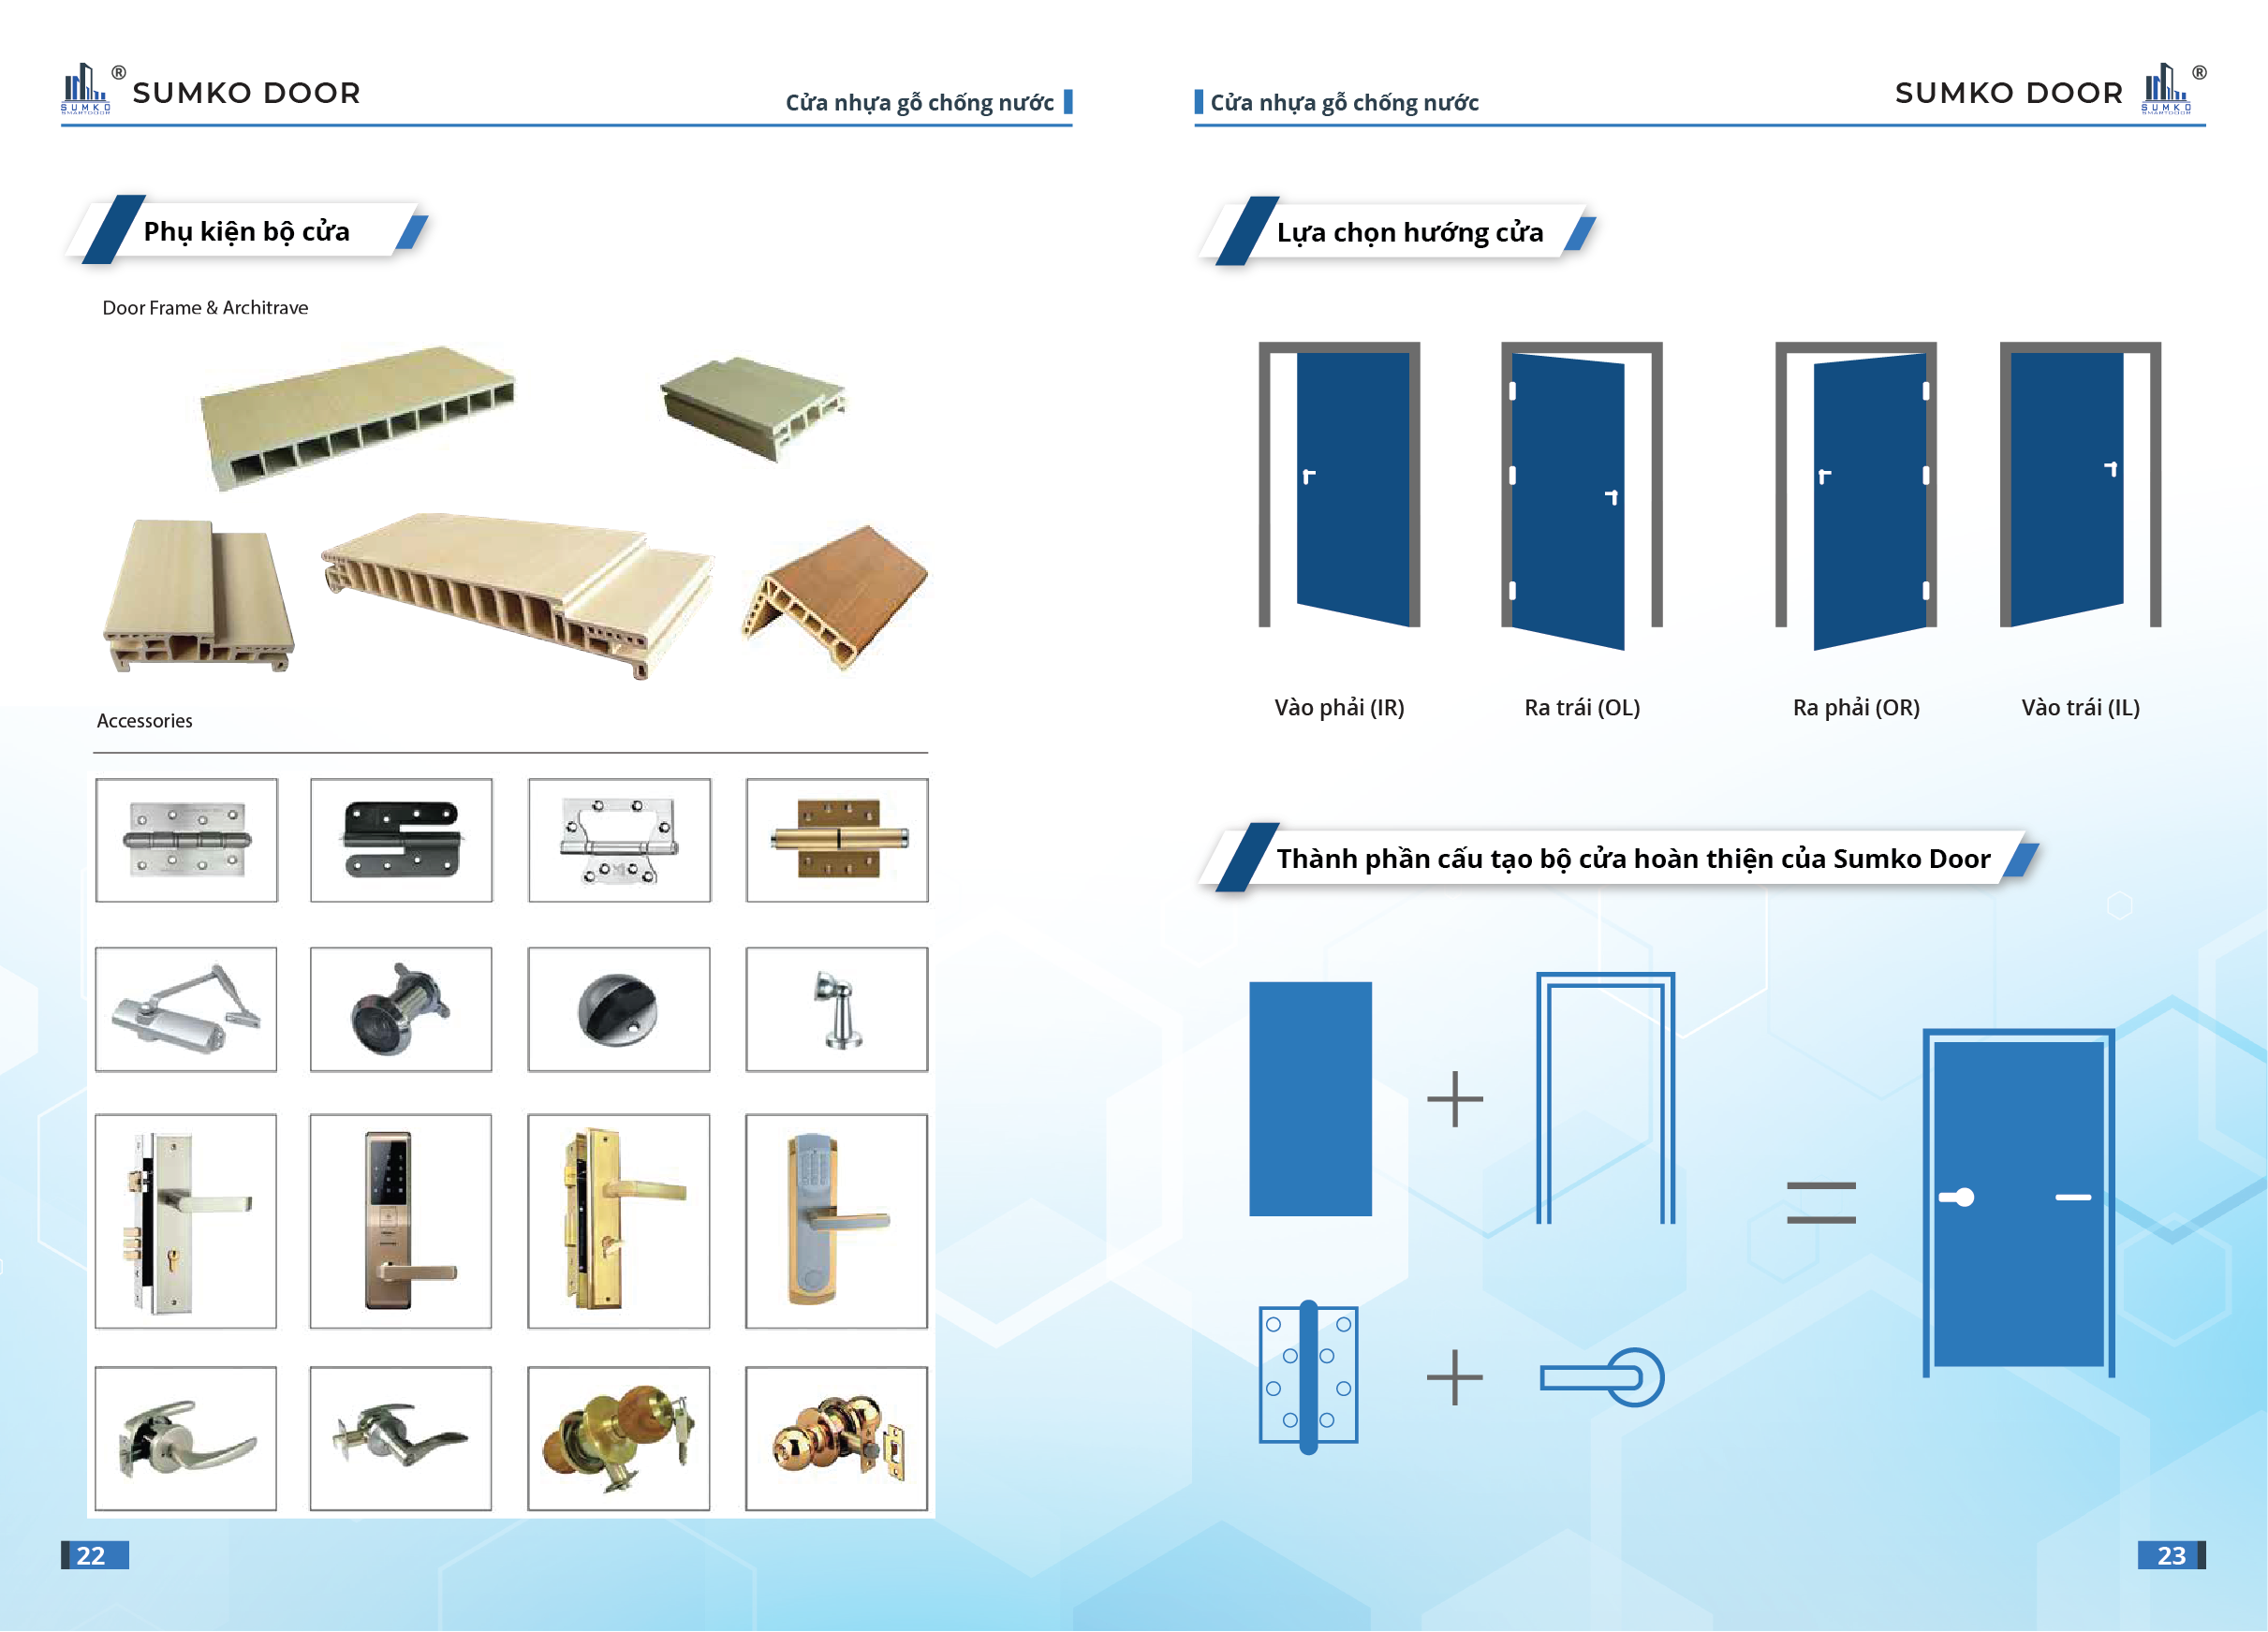 SUMKO
SMARTDOOR
®
SUMKO DOOR
Cửa nhựa gỗ chống nước
Phụ kiện bộ cửa
Door Frame & Architrave
Accessories
22
Cửa nhựa gỗ chống nước
SUMKO DOOR
SUMKO
SMARTDOOR
®
Lựa chọn hướng cửa
Vào phải (IR)
Ra trái (OL)
Ra phải (OR)
Vào trái (IL)
Thành phần cấu tạo bộ cửa hoàn thiện của Sumko Door
23